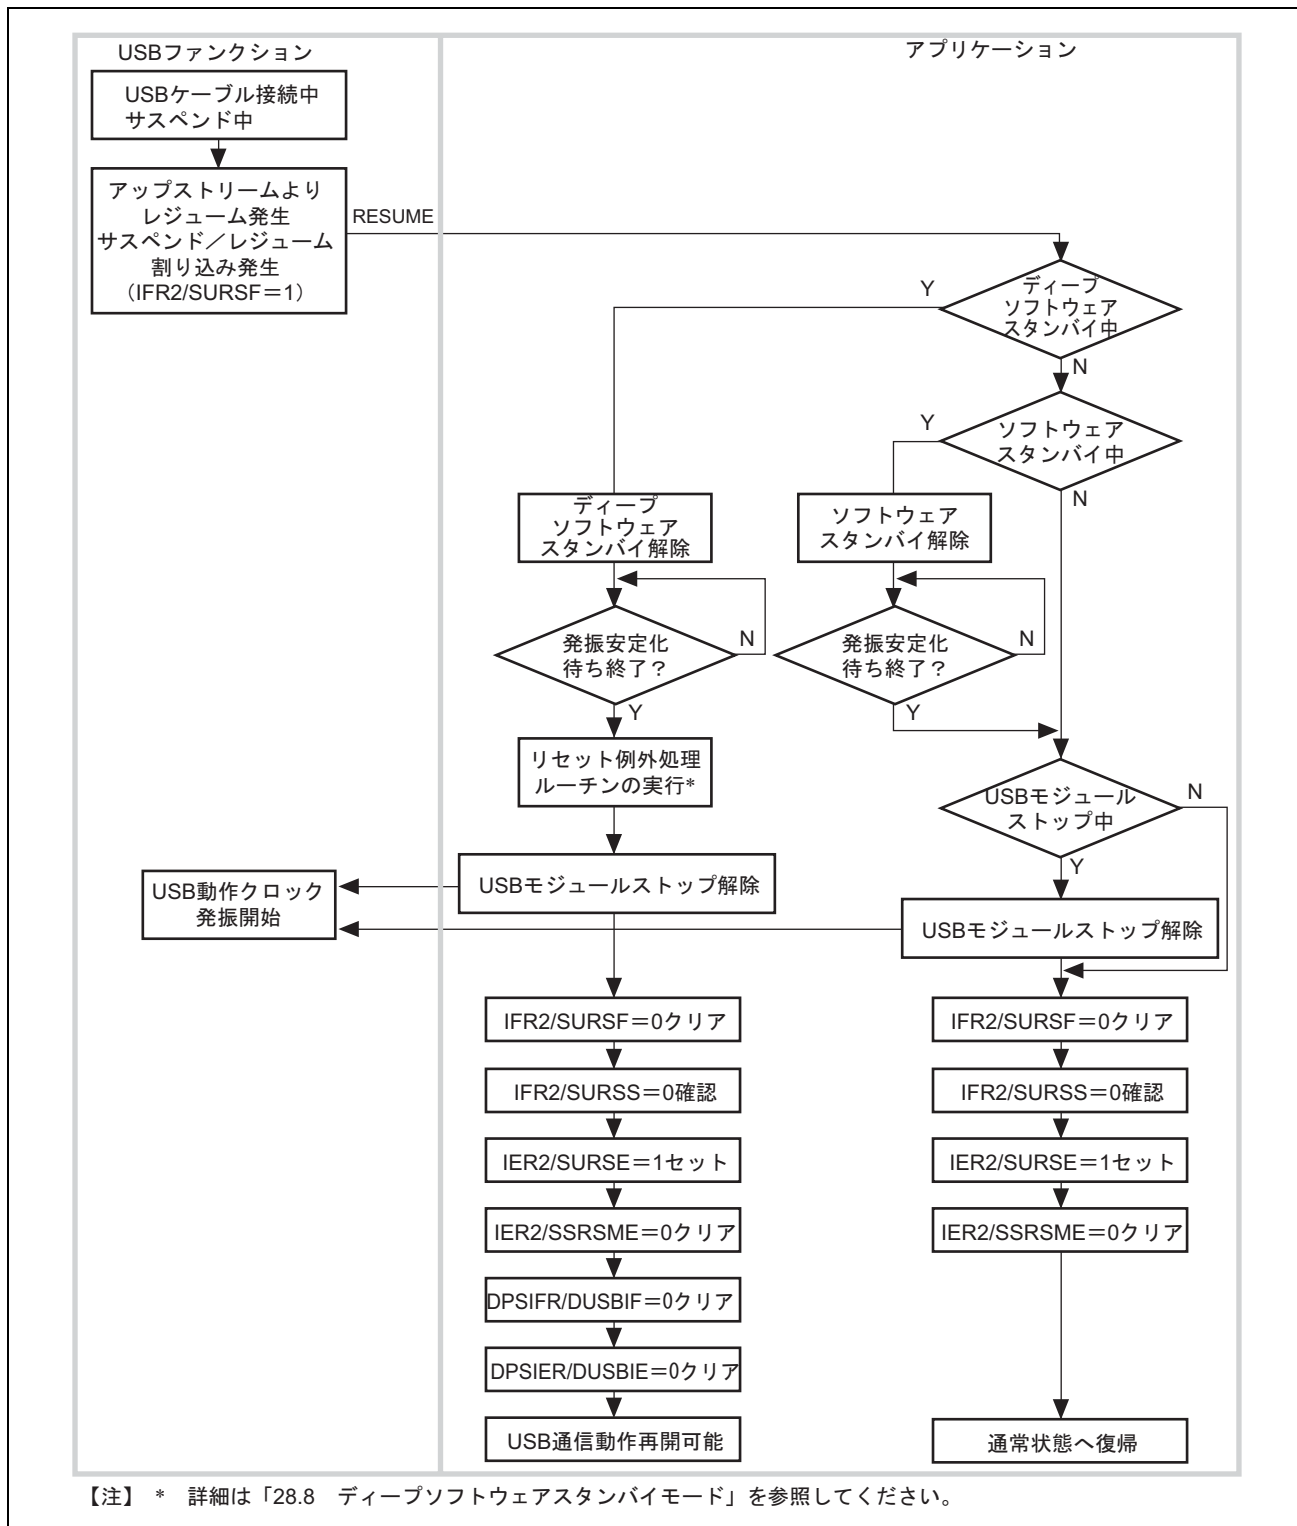 USBファンクション
アプリケーション
USBケーブル接続中
サスペンド中
アップストリームより
レジューム発生
サスペンド／レジューム
割り込み発生
（IFR2/SURSF＝1）
RESUME
ディープ
ソフトウェア
スタンバイ中
Y
N
ソフトウェア
スタンバイ中
Y
N
ディープ
ソフトウェア
スタンバイ解除
ソフトウェア
スタンバイ解除
発振安定化
待ち終了？
N
Y
発振安定化
待ち終了？
N
Y
リセット例外処理
ルーチンの実行*
USBモジュール
ストップ中
N
Y
USBモジュールストップ解除
USB動作クロック
発振開始
USBモジュールストップ解除
IFR2/SURSF＝0クリア
IFR2/SURSS＝0確認
IER2/SURSE＝1セット
IER2/SSRSME＝0クリア
DPSIFR/DUSBIF＝0クリア
DPSIER/DUSBIE＝0クリア
USB通信動作再開可能
IFR2/SURSF＝0クリア
IFR2/SURSS＝0確認
IER2/SURSE＝1セット
IER2/SSRSME＝0クリア
通常状態へ復帰
【注】 * 詳細は「28.8 ディープソフトウェアスタンバイモード」を参照してください。